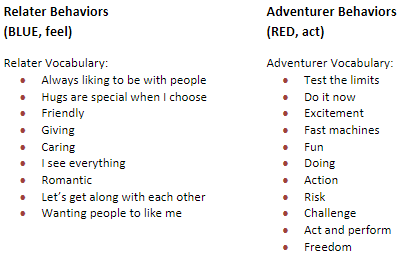 Relater Behaviors
(BLUE, feel)
Relater Vocabulary:
• Always liking to be with people
• Hugs are special when I choose
• Friendly
• Giving
• Caring
• I see everything
• Romantic
• Let's get along with each other
• Wanting people to like me
Adventurer Behaviors
(RED, act)
Adventurer Vocabulary:
• Test the limits
• Do it now
• Excitement
• Fast machines
• Fun
• Doing
• Action
• Risk
• Challenge
• Act and perform
• Freedom